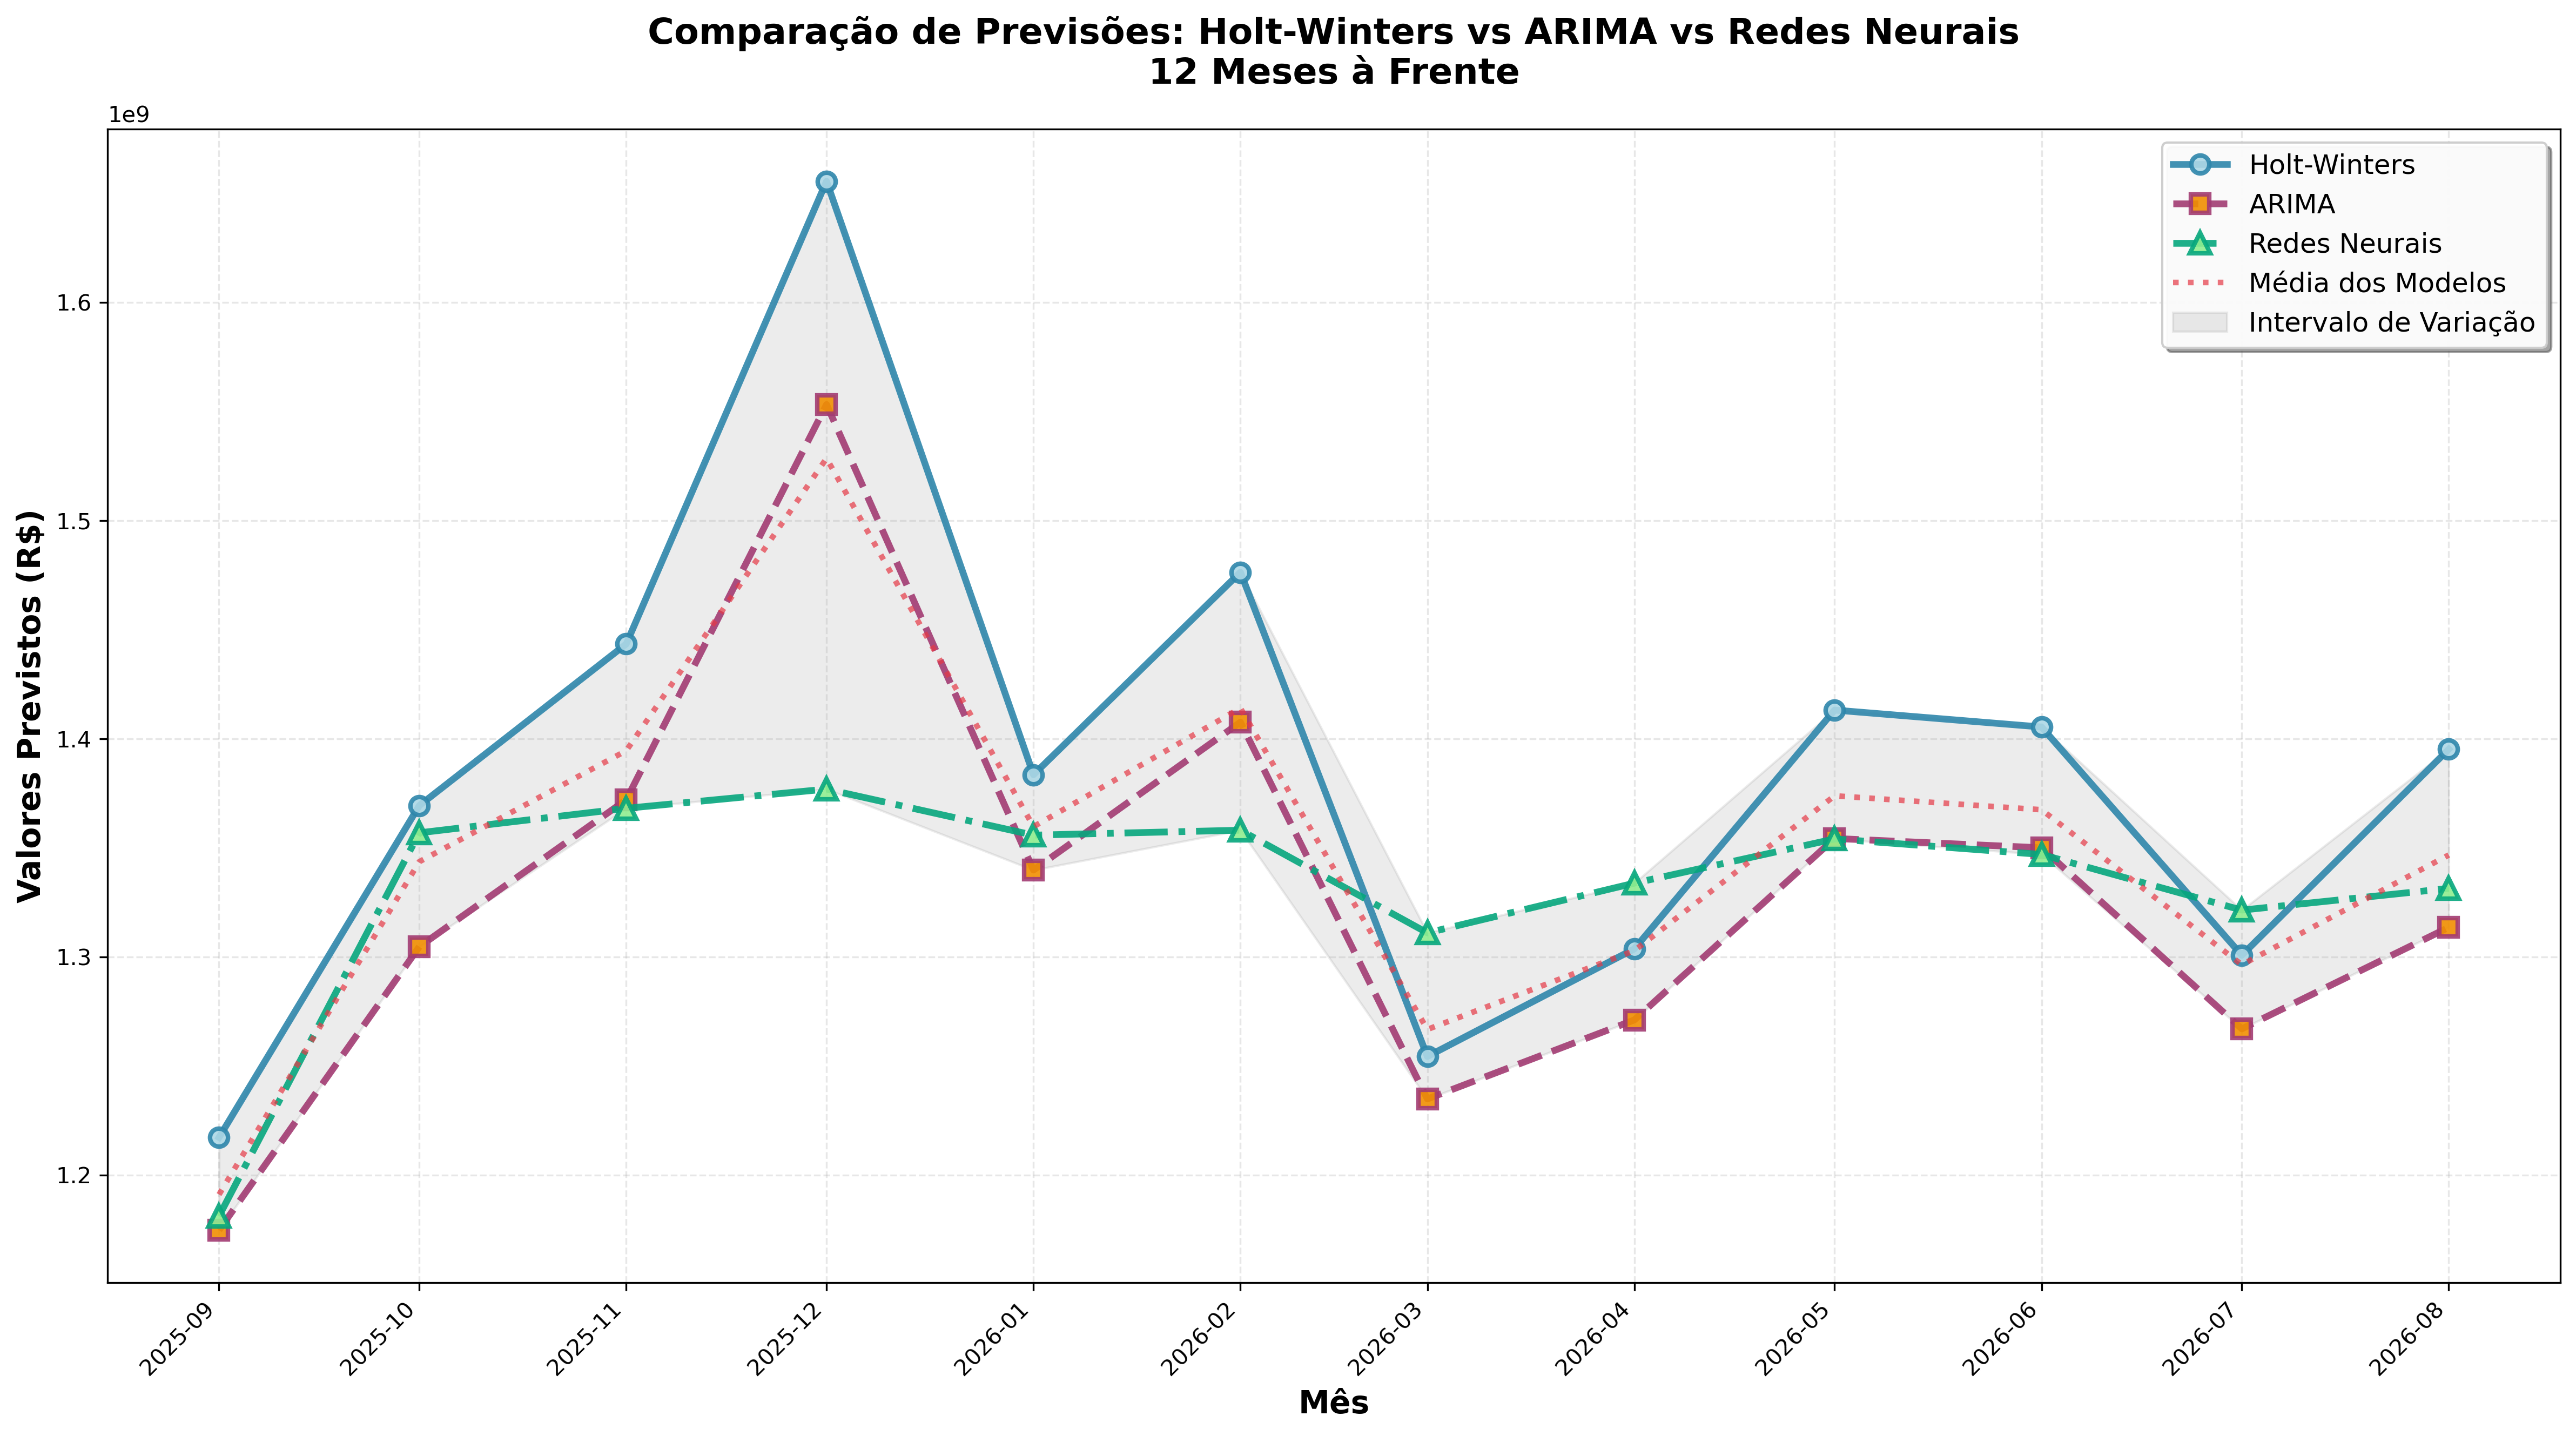 Comparação de Previsões: Holt-Winters vs ARIMA vs Redes Neurais
12 Meses à Frente
1e9
Holt-Winters
ARIMA
Redes Neurais
Média dos Modelos
Intervalo de Variação
Valores Previstos (R$)
1.6
1.5
1.4
1.3
1.2
2025-09
2025-10
2025-11
2025-12
2026-01
2026-02
2026-03
2026-04
2026-05
2026-06
2026-07
2026-08
Mês